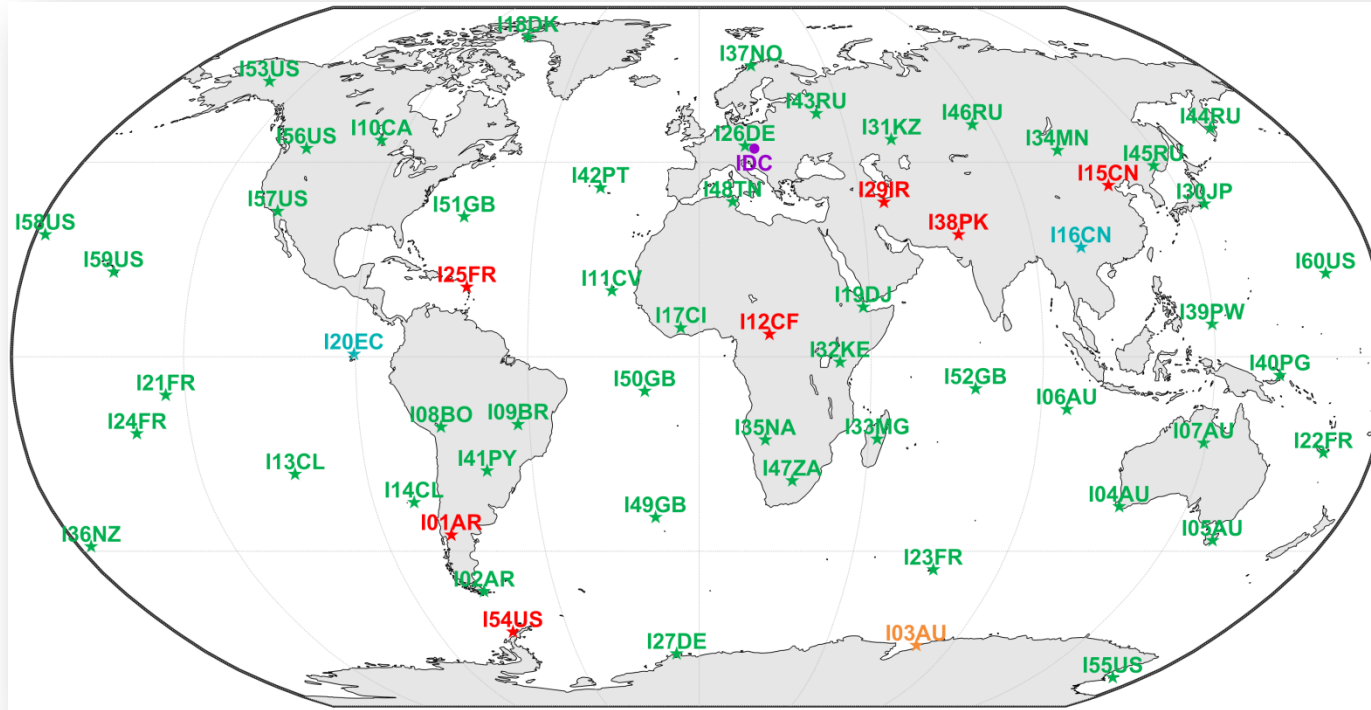 I18DK
I37NO
I53US
I43RU
I46RU
I44RU
I56US
I10CA
I26DE
I31KZ
I34MN
IDC
I45RU
I42PT
I48TN
I29IR
I15CN
I30JP
I57US
I51GB
I58US
I38PK
I16CN
I59US
I25FR
I11CV
I60US
I19DJ
I17CI
I12CF
I39PW
I20EC
I32KE
I40PG
I21FR
I50GB
I52GB
I06AU
I24FR
I08BO
I09BR
I35NA
I33MG
I07AU
I22FR
I13CL
I41PY
I47ZA
I14CL
I49GB
I04AU
I01AR
I05AU
I36NZ
I23FR
I02AR
I54US
I27DE
I03AU
I55US